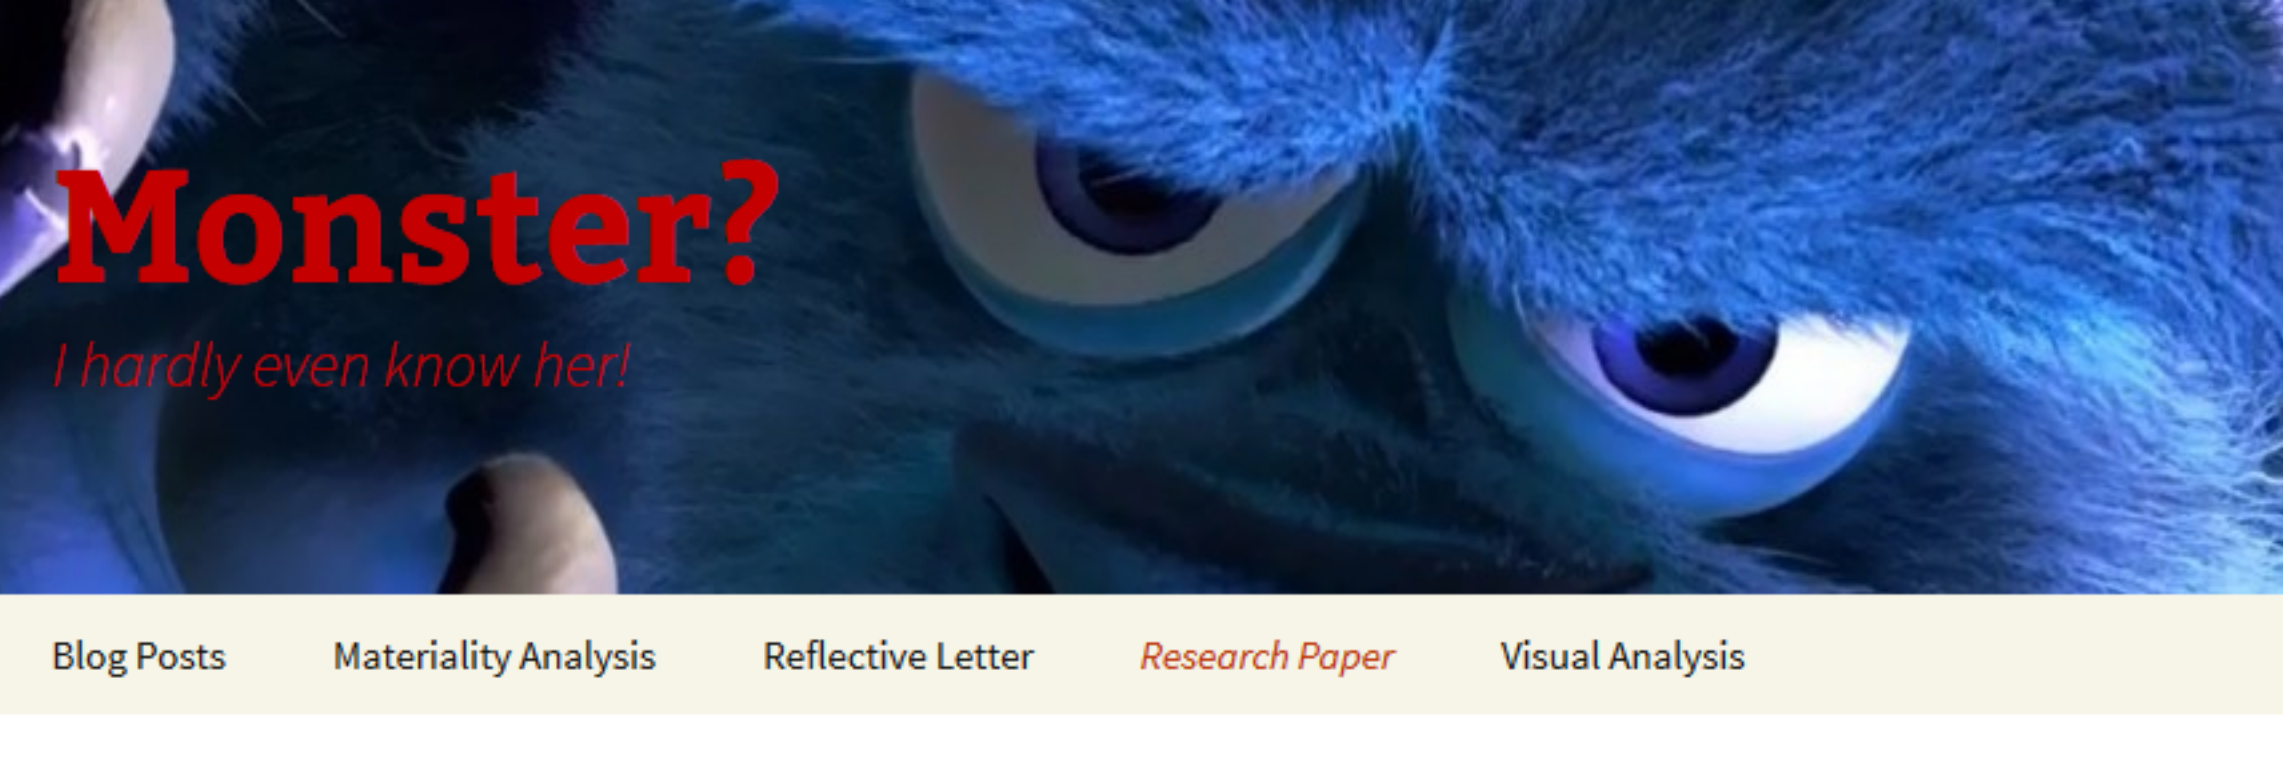 Monster?
I hardly even know her!
Blog Posts Materiality Analysis Reflective Letter Research Paper Visual Analysis